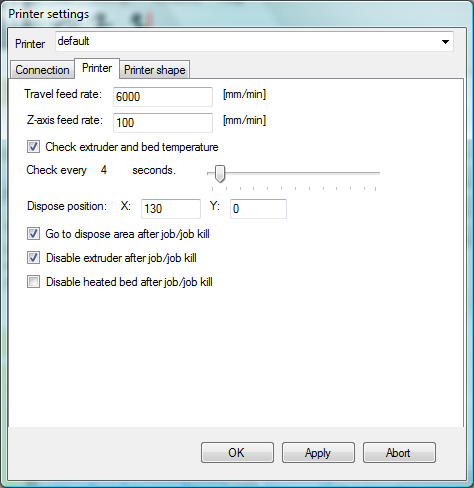 Printer settings
Printer default
Connection Printer Printer shape
Travel feed rate: 6000 [mm/min]
Z-axis feed rate: 100 [mm/min]
Check extruder and bed temperature
Check every 4 seconds.
Dispose position: X: 130 Y: 0
Go to dispose area after job/job kill
Disable extruder after job/job kill
Disable heated bed after job/job kill
OK Apply Abort